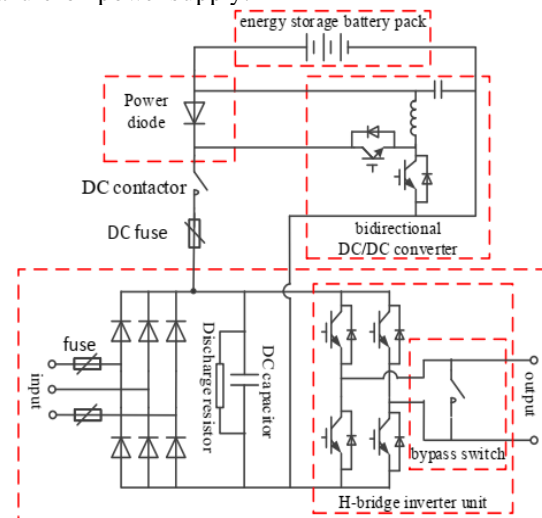 energy storage battery pack
Power
diode
DC contactor
DC fuse
bidirectional
DC/DC converter
fuse
input
Discharge resistor
DC capacitor
output
bypass switch
H-bridge inverter unit